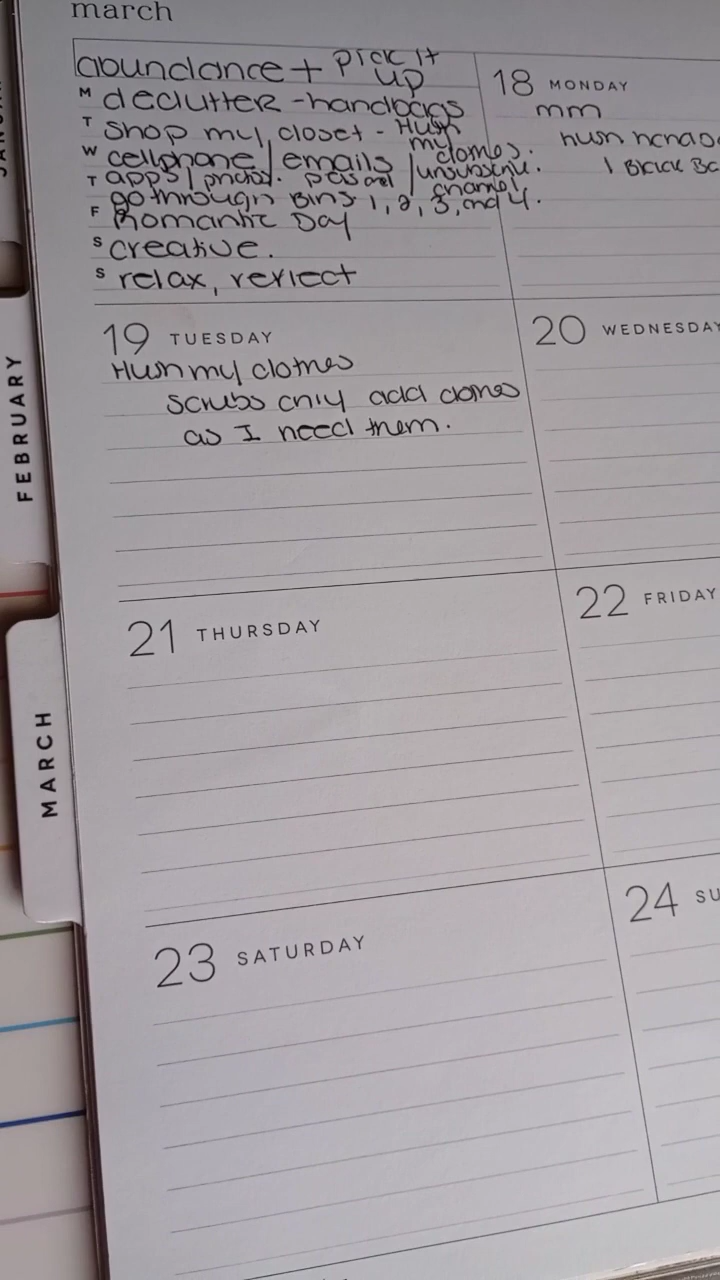 march
abundance + pick it up
M declutter - handbags
T shop my closet - Hush my clothes.
W cellphone / emails / unsubscribe.
T apps / photos.
go through Bins 1, 2, 3, and 4.
F Romantic Day
S creative.
S relax, reflect
18 MONDAY
mm
1 Black
19 TUESDAY
Hush my clothes
scrubs only add clothes
as I need them.
20 WEDNESDAY
21 THURSDAY
22 FRIDAY
23 SATURDAY
24 SU
FEBRUARY
MARCH